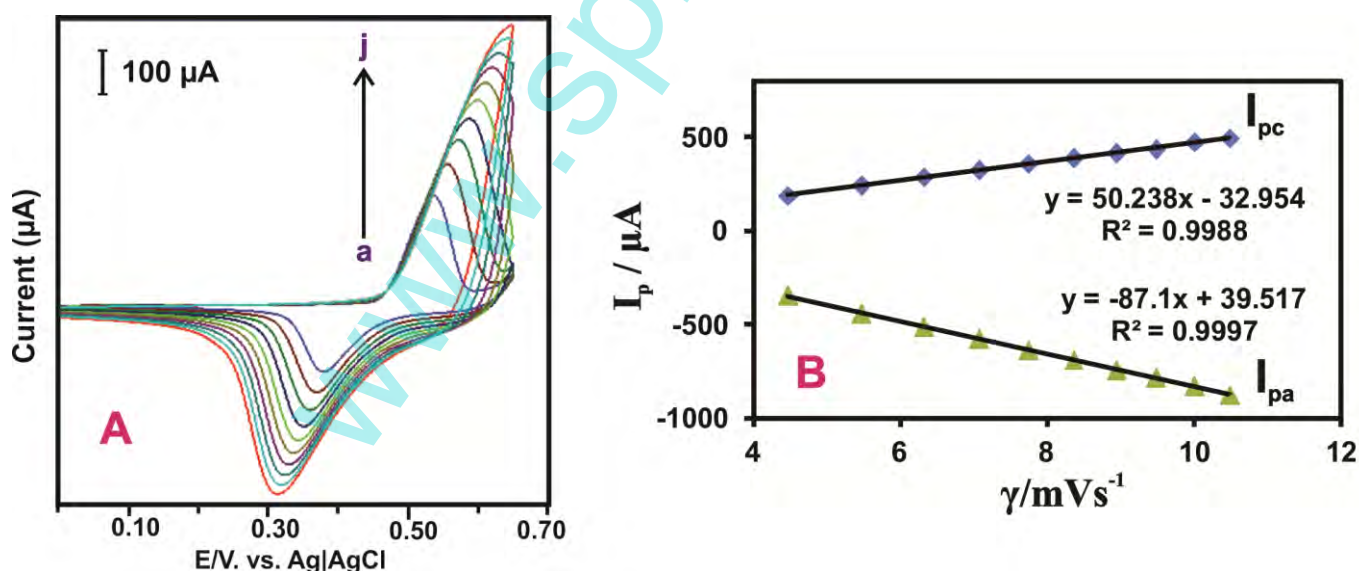 j
100 µA
a
Current (µA)
A
0.10
0.30
0.50
0.70
E/V. vs. Ag|AgCl
www.sp
500
0
-500
-1000
Ip / µA
Ipc
y = 50.238x - 32.954
R² = 0.9988
y = -87.1x + 39.517
R² = 0.9997
B
Ipa
4
6
8
10
12
γ/mVs⁻¹